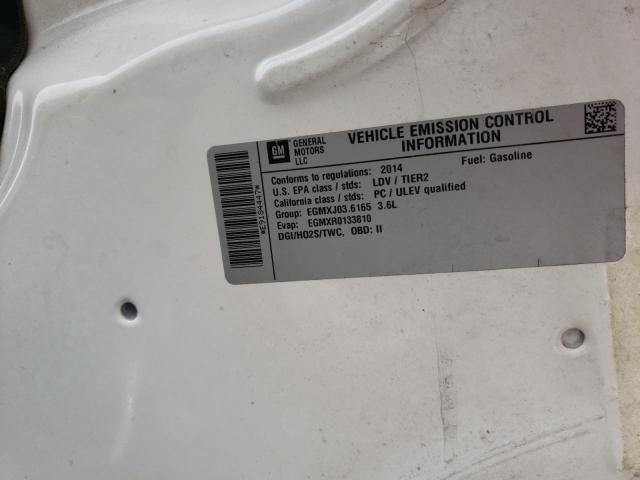 GM
GENERAL
MOTORS
LLC
VEHICLE EMISSION CONTROL
INFORMATION
Conforms to regulations: 2014
Fuel: Gasoline
U.S. EPA class / stds: LDV / TIER2
California class / stds: PC / ULEV qualified
Group: EGMXJ03.6165 3.6L
Evap: EGMXR0133810
DGI/HO2S/TWC, OBD: II
*E9184447*